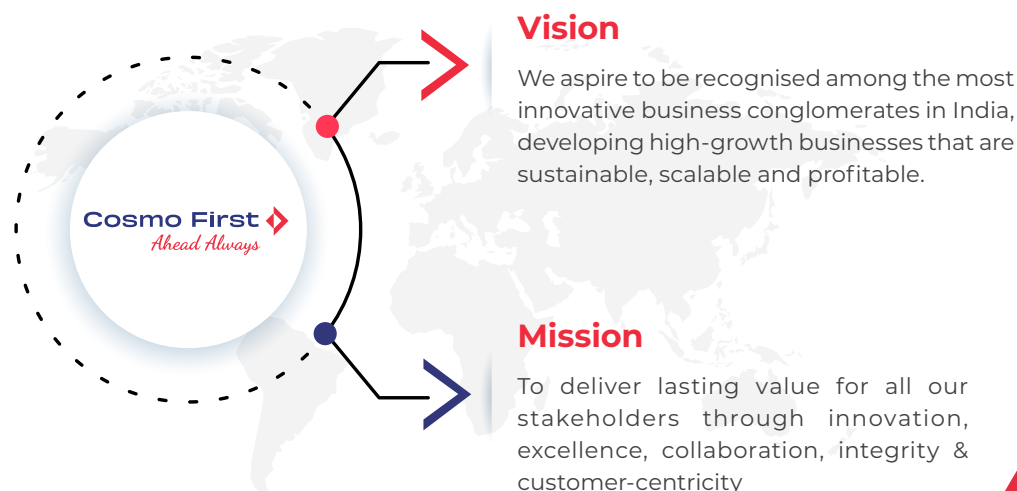 Cosmo First
Ahead Always
Vision
We aspire to be recognised among the most
innovative business conglomerates in India,
developing high-growth businesses that are
sustainable, scalable and profitable.
Mission
To deliver lasting value for all our
stakeholders through innovation,
excellence, collaboration, integrity &
customer-centricity